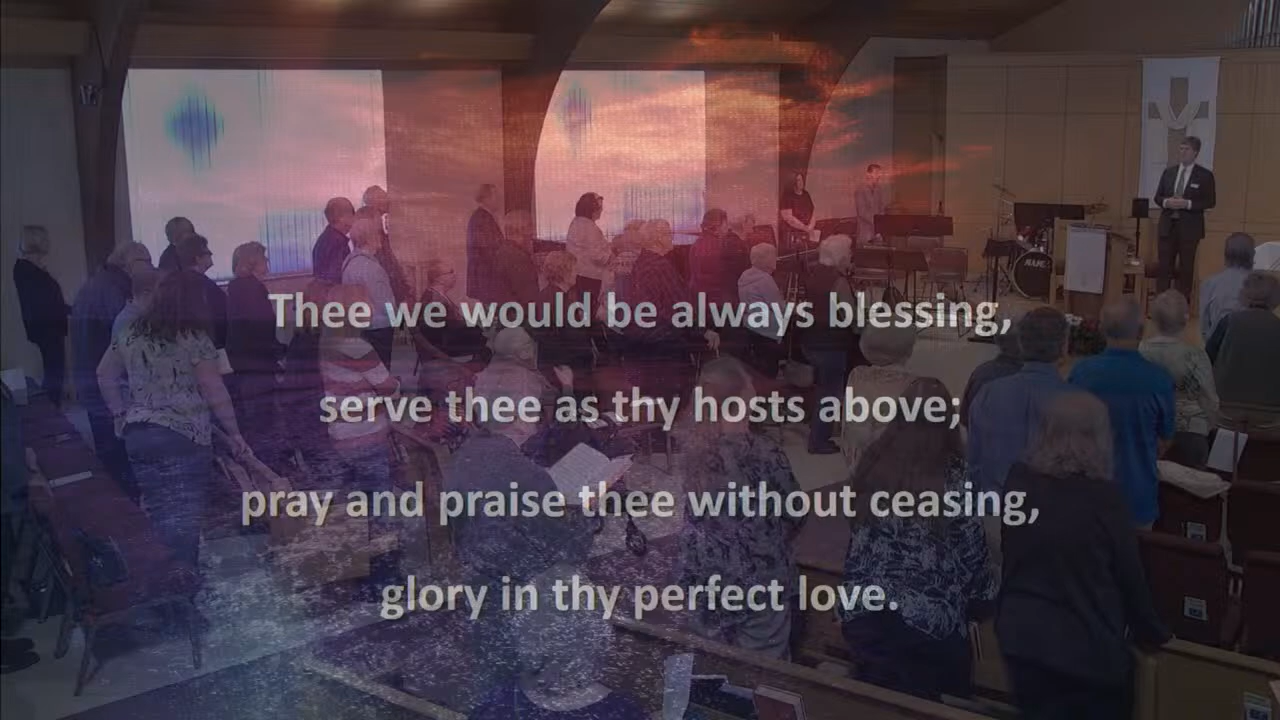 Thee we would be always blessing,
serve thee as thy hosts above;
pray and praise thee without ceasing,
glory in thy perfect love.